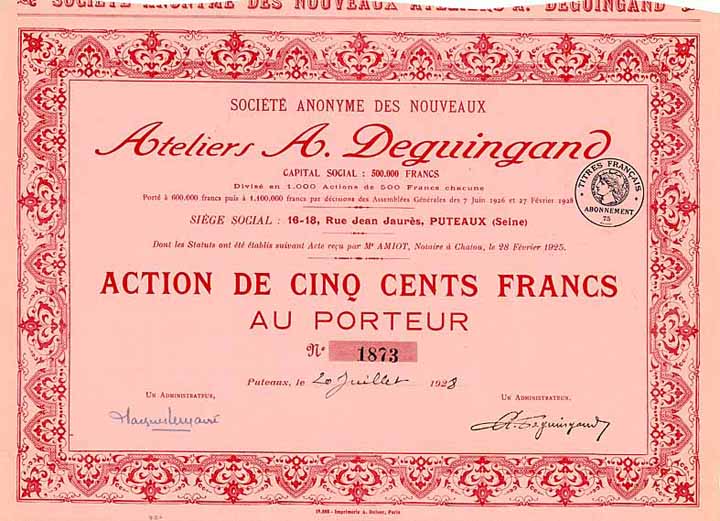 SOCIÉTÉ ANONYME DES NOUVEAUX ATELIERS A. DEGUINGAND
SOCIÉTÉ ANONYME DES NOUVEAUX
Ateliers A. Deguingand
CAPITAL SOCIAL : 500.000 FRANCS
Divisé en 1.000 Actions de 500 Francs chacune
Porté à 600.000 francs puis à 1.100.000 francs par décisions des Assemblées Générales des 7 Juin 1926 et 27 Février 1928
SIÈGE SOCIAL : 16-18, Rue Jean Jaurès, PUTEAUX (Seine)
TITRES FRANÇAIS
ABONNEMENT
75
Dont les Statuts ont été établis suivant Acte reçu par Mᵉ AMIOT, Notaire à Chatou, le 28 Février 1925.
ACTION DE CINQ CENTS FRANCS
AU PORTEUR
Nº 1873
Puteaux, le 20 Juillet 1928
UN ADMINISTRATEUR,
UN ADMINISTRATEUR,
A. Deguingand
Imprimerie A. Paris